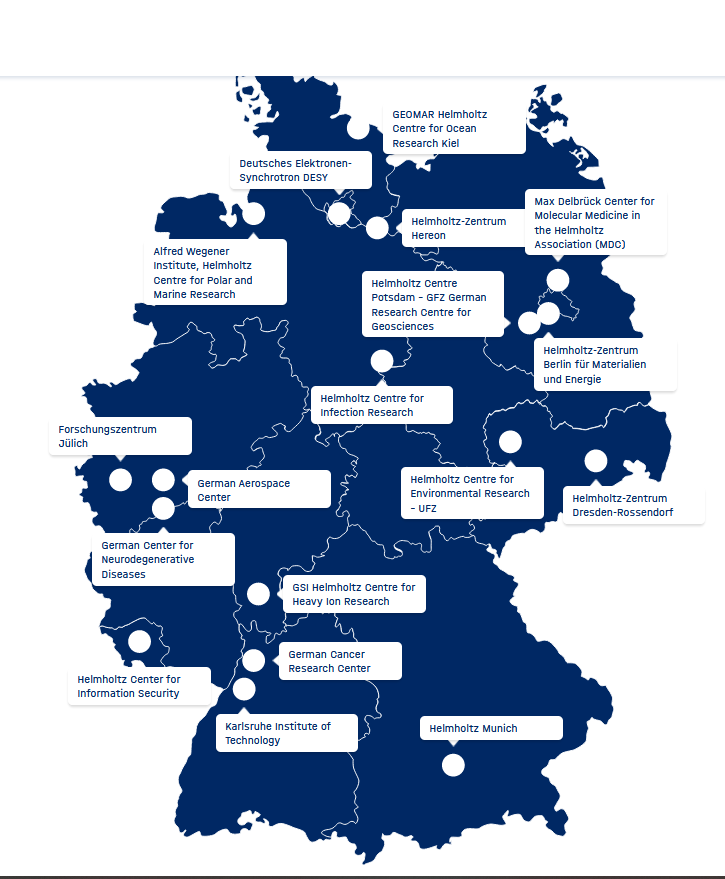 GEOMAR Helmholtz
Centre for Ocean
Research Kiel
Deutsches Elektronen-
Synchrotron DESY
Max Delbrück Center for
Molecular Medicine in
the Helmholtz
Association (MDC)
Helmholtz-Zentrum
Hereon
Alfred Wegener
Institute, Helmholtz
Centre for Polar and
Marine Research
Helmholtz Centre
Potsdam – GFZ German
Research Centre for
Geosciences
Helmholtz-Zentrum
Berlin für Materialien
und Energie
Helmholtz Centre for
Infection Research
Forschungszentrum
Jülich
German Aerospace
Center
Helmholtz Centre for
Environmental Research
– UFZ
Helmholtz-Zentrum
Dresden-Rossendorf
German Center for
Neurodegenerative
Diseases
GSI Helmholtz Centre for
Heavy Ion Research
German Cancer
Research Center
Helmholtz Center for
Information Security
Karlsruhe Institute of
Technology
Helmholtz Munich